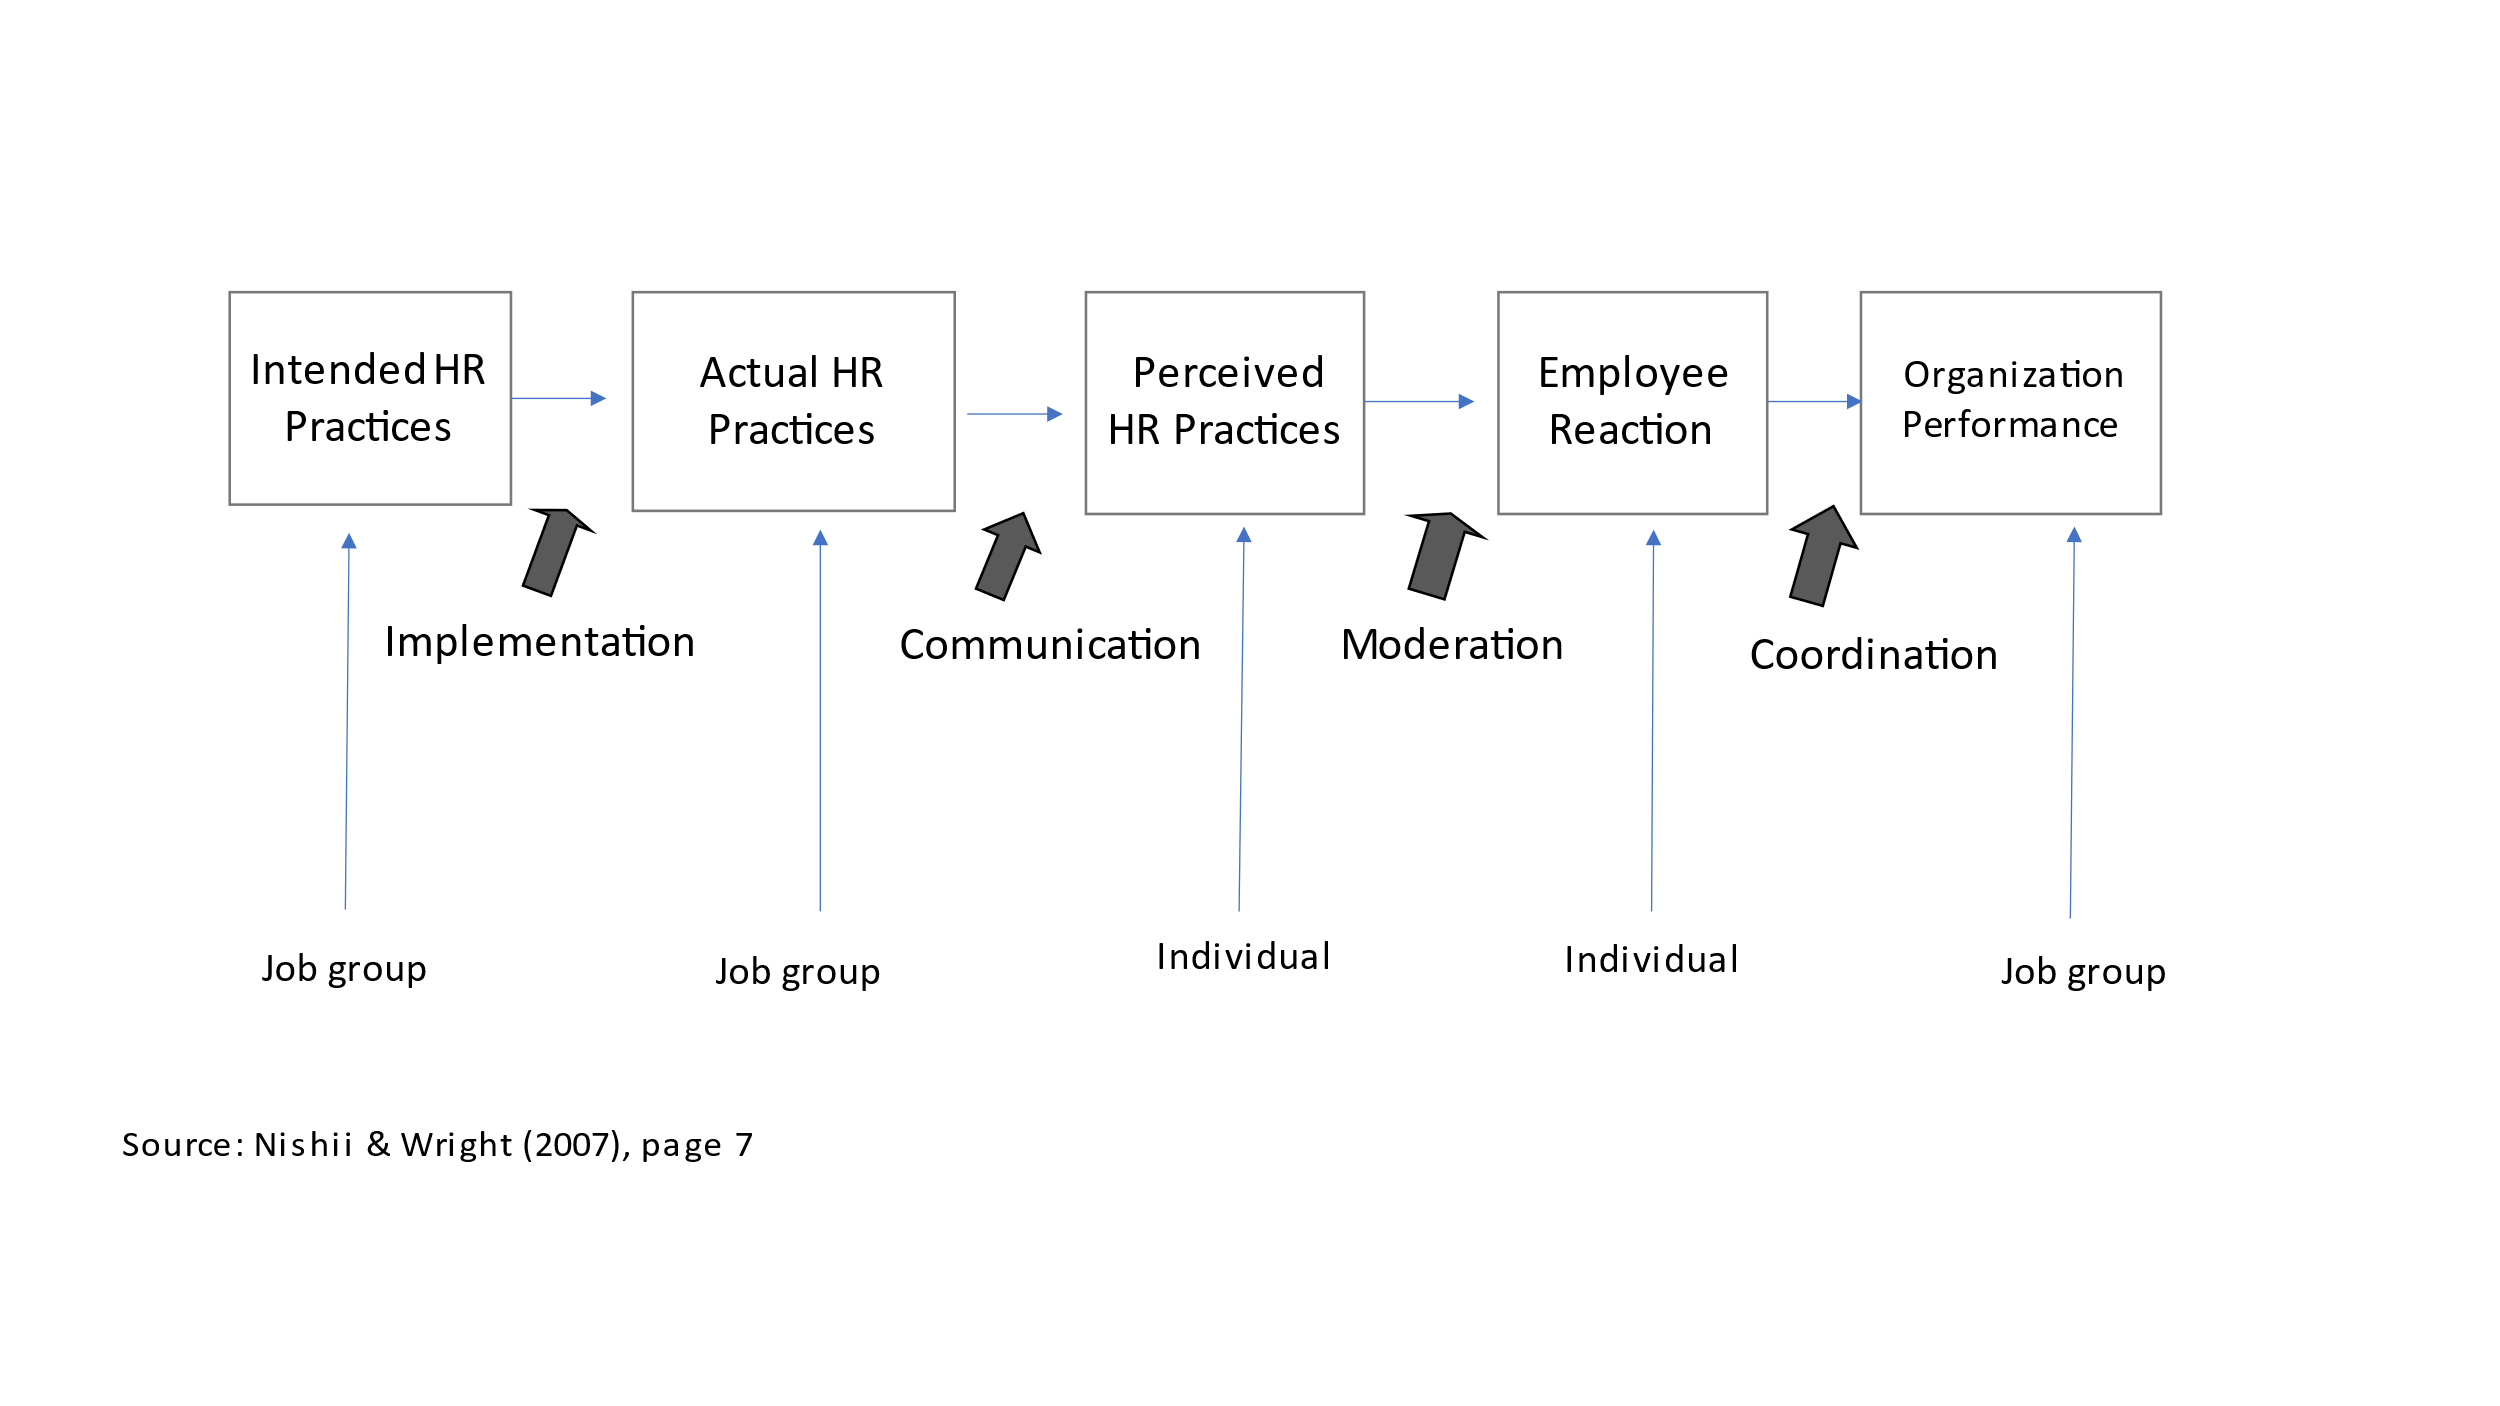 Intended HR
Practices
Actual HR
Practices
Perceived
HR Practices
Employee
Reaction
Organization
Performance
Implementation
Communication
Moderation
Coordination
Job group
Job group
Individual
Individual
Job group
Source: Nishii & Wright (2007), page 7